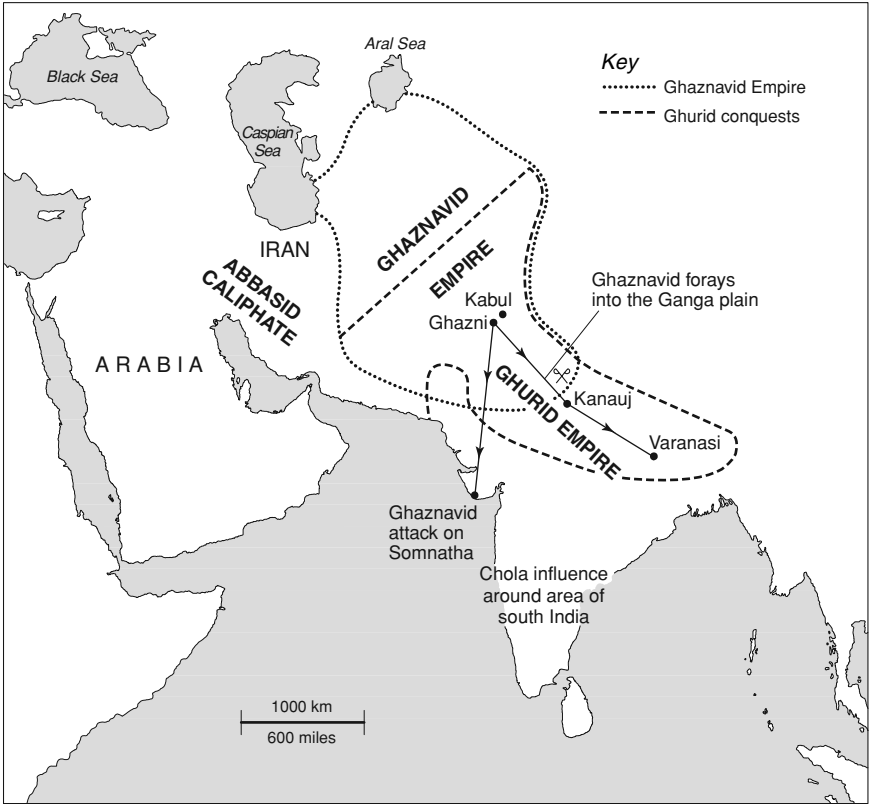 Aral Sea
Black Sea
Key
Ghaznavid Empire
Ghurid conquests
Caspian
Sea
GHAZNAVID
EMPIRE
IRAN
ABBASID
CALIPHATE
Ghaznavid forays
into the Ganga plain
Kabul
Ghazni
ARABIA
GHURID EMPIRE
Kanauj
Varanasi
Ghaznavid
attack on
Somnatha
Chola influence
around area of
south India
1000 km
600 miles